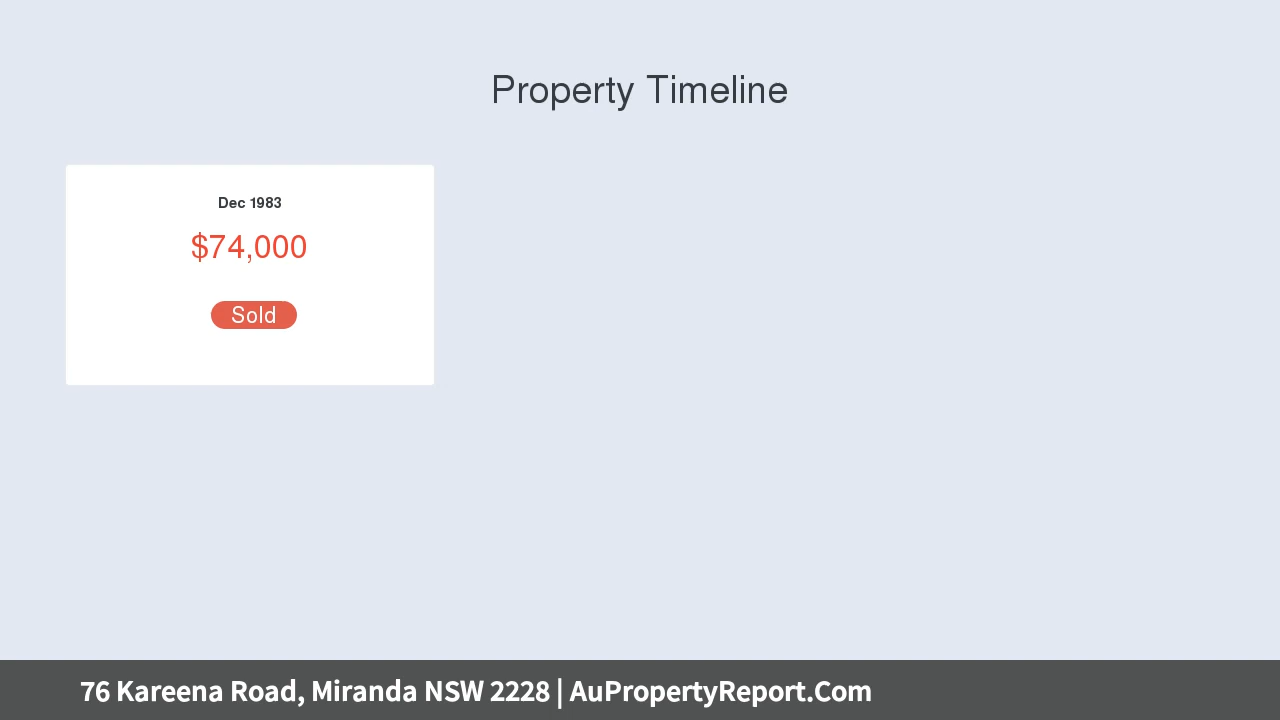 Property Timeline
Dec 1983
$74,000
Sold
76 Kareena Road, Miranda NSW 2228 | AuPropertyReport.Com